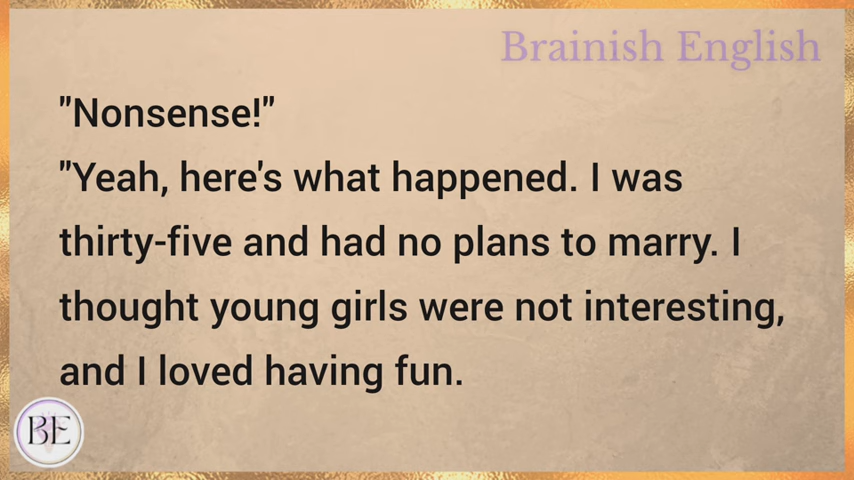 Brainish English
"Nonsense!"
"Yeah, here's what happened. I was
thirty-five and had no plans to marry. I
thought young girls were not interesting,
and I loved having fun.
BE